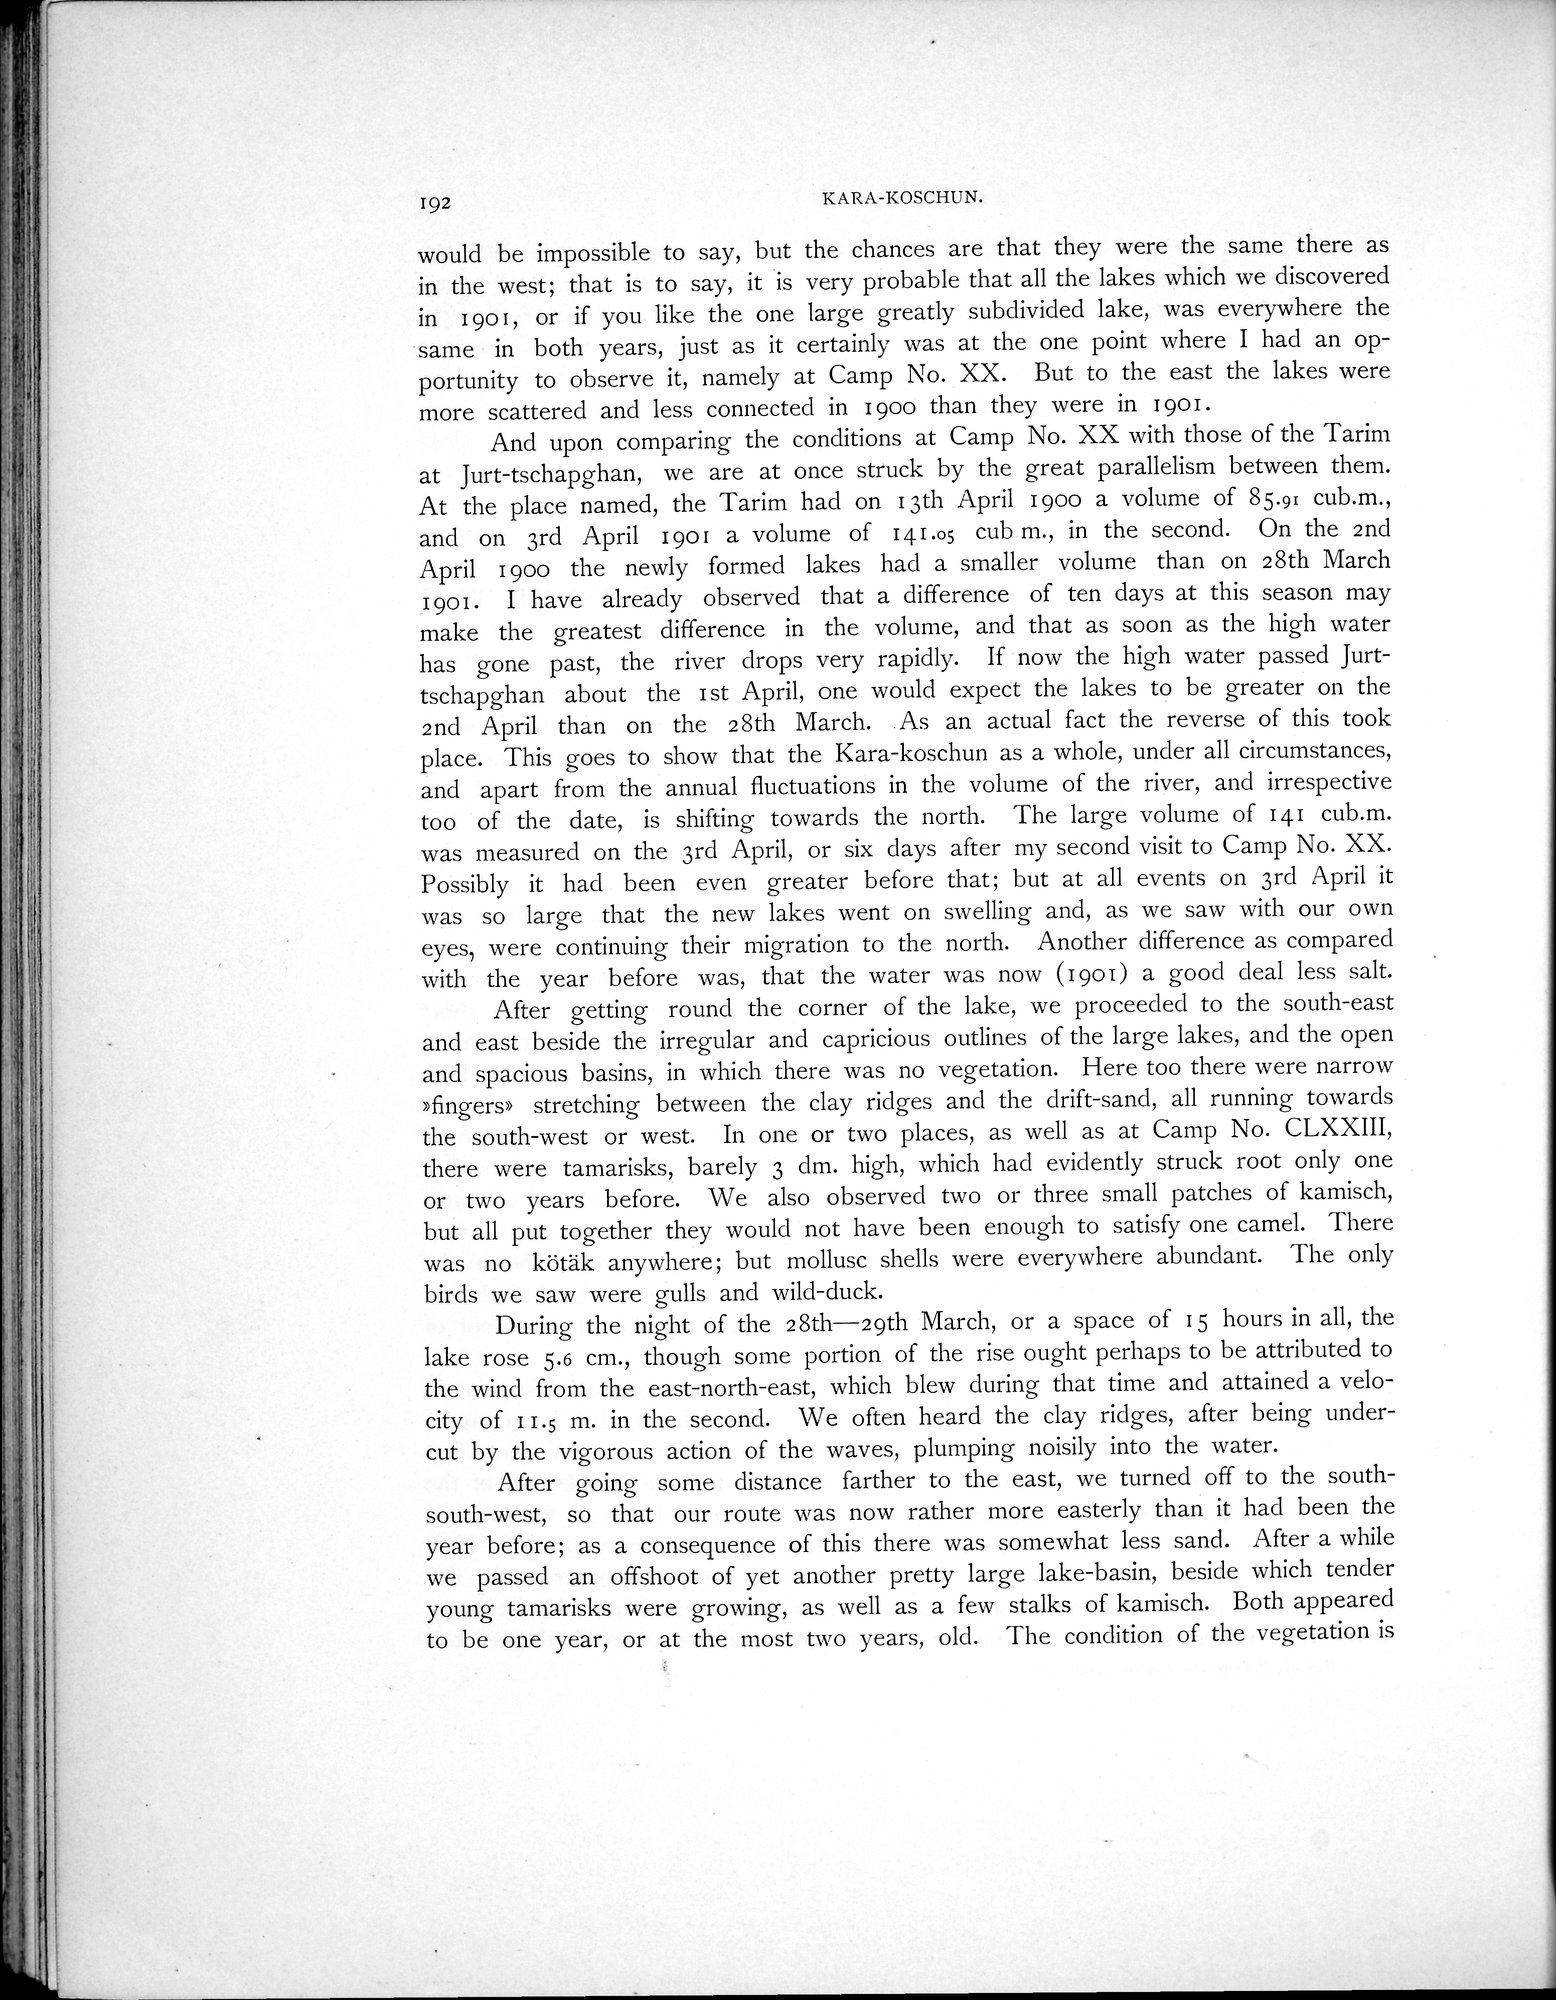 192 KARA-KOSCHUN.
would be impossible to say, but the chances are that they were the same there as
in the west; that is to say, it is very probable that all the lakes which we discovered
in 1901, or if you like the one large greatly subdivided lake, was everywhere the
same in both years, just as it certainly was at the one point where I had an op-
portunity to observe it, namely at Camp No. XX. But to the east the lakes were
more scattered and less connected in 1900 than they were in 1901.
And upon comparing the conditions at Camp No. XX with those of the Tarim
at Jurt-tschapghan, we are at once struck by the great parallelism between them.
At the place named, the Tarim had on 13th April 1900 a volume of 85.91 cub.m.,
and on 3rd April 1901 a volume of 141.05 cub m., in the second. On the 2nd
April 1900 the newly formed lakes had a smaller volume than on 28th March
1901. I have already observed that a difference of ten days at this season may
make the greatest difference in the volume, and that as soon as the high water
has gone past, the river drops very rapidly. If now the high water passed Jurt-
tschapghan about the 1st April, one would expect the lakes to be greater on the
2nd April than on the 28th March. As an actual fact the reverse of this took
place. This goes to show that the Kara-koschun as a whole, under all circumstances,
and apart from the annual fluctuations in the volume of the river, and irrespective
too of the date, is shifting towards the north. The large volume of 141 cub.m.
was measured on the 3rd April, or six days after my second visit to Camp No. XX.
Possibly it had been even greater before that; but at all events on 3rd April it
was so large that the new lakes went on swelling and, as we saw with our own
eyes, were continuing their migration to the north. Another difference as compared
with the year before was, that the water was now (1901) a good deal less salt.
After getting round the corner of the lake, we proceeded to the south-east
and east beside the irregular and capricious outlines of the large lakes, and the open
and spacious basins, in which there was no vegetation. Here too there were narrow
»fingers» stretching between the clay ridges and the drift-sand, all running towards
the south-west or west. In one or two places, as well as at Camp No. CLXXIII,
there were tamarisks, barely 3 dm. high, which had evidently struck root only one
or two years before. We also observed two or three small patches of kamisch,
but all put together they would not have been enough to satisfy one camel. There
was no kötäk anywhere; but mollusc shells were everywhere abundant. The only
birds we saw were gulls and wild-duck.
During the night of the 28th—29th March, or a space of 15 hours in all, the
lake rose 5.6 cm., though some portion of the rise ought perhaps to be attributed to
the wind from the east-north-east, which blew during that time and attained a velo-
city of 11.5 m. in the second. We often heard the clay ridges, after being under-
cut by the vigorous action of the waves, plumping noisily into the water.
After going some distance farther to the east, we turned off to the south-
south-west, so that our route was now rather more easterly than it had been the
year before; as a consequence of this there was somewhat less sand. After a while
we passed an offshoot of yet another pretty large lake-basin, beside which tender
young tamarisks were growing, as well as a few stalks of kamisch. Both appeared
to be one year, or at the most two years, old. The condition of the vegetation is